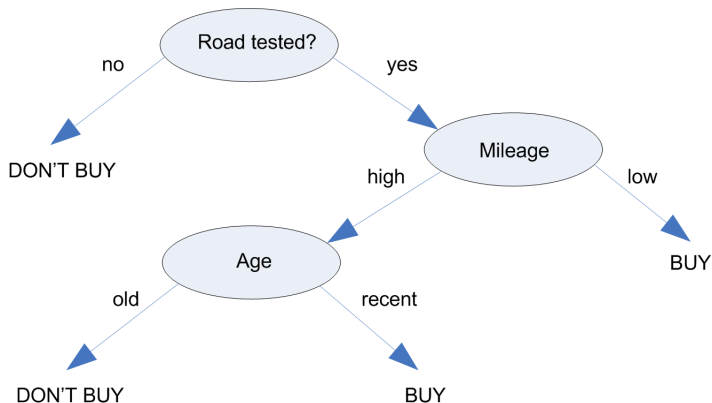 Road tested?
no
yes
DON'T BUY
Mileage
high
low
Age
BUY
old
recent
DON'T BUY
BUY